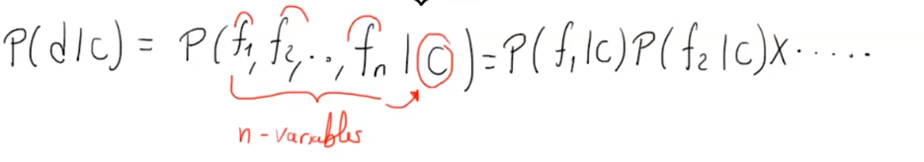 P(d|c) = P(f₁, f₂, .., fₙ | c) = P(f₁|c) P(f₂|c) X ......
n - variables